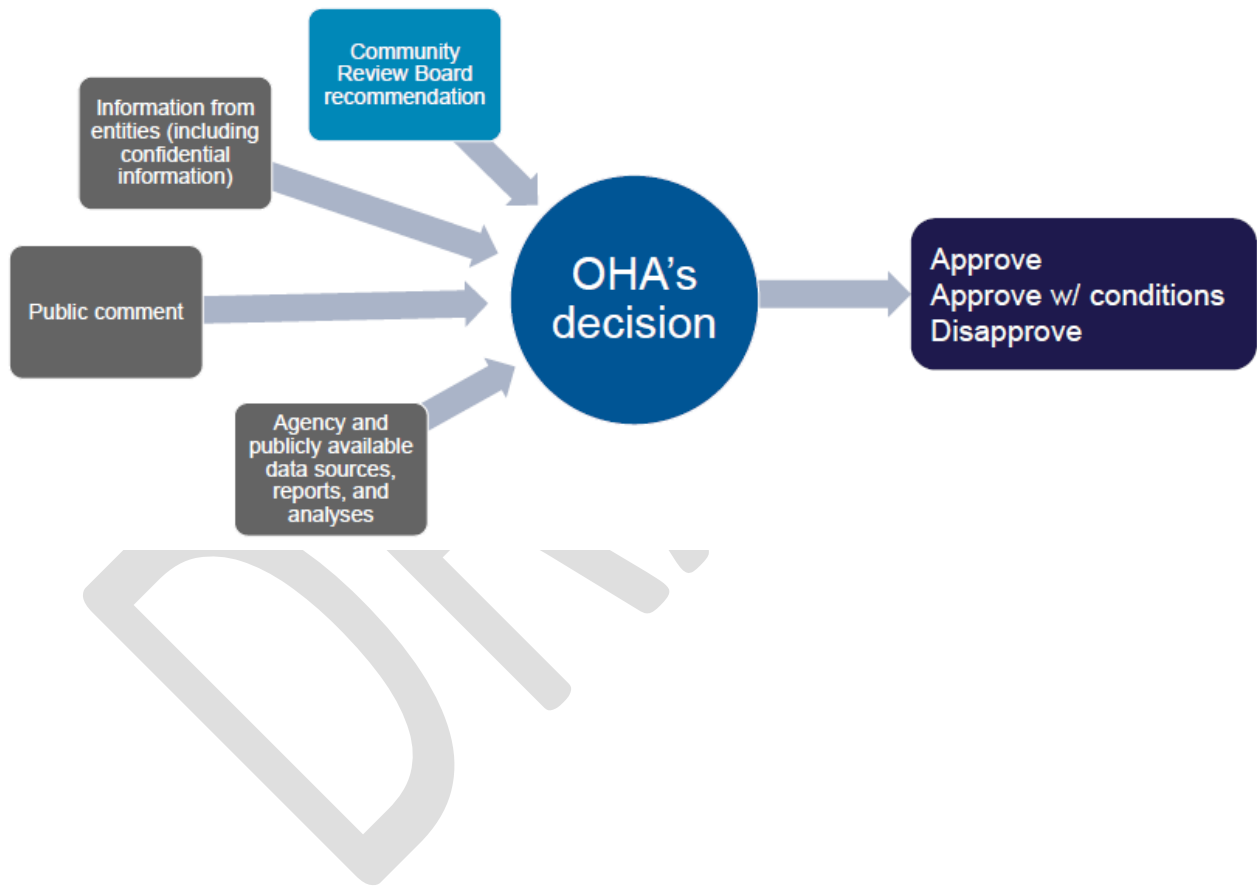 Community
Review Board
recommendation
Information from
entities (including
confidential
information)
Public comment
Agency and
publicly available
data sources,
reports, and
analyses
OHA's
decision
Approve
Approve w/ conditions
Disapprove